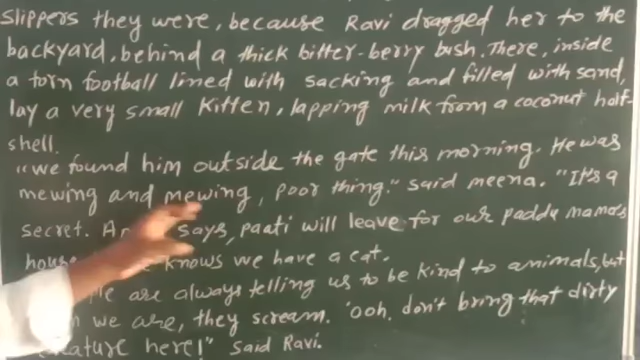 slippers they were, because Ravi dragged her to the
backyard, behind a thick bitter-berry bush. There, inside
a torn football lined with sacking and filled with sand,
lay a very small Kitten, lapping milk from a coconut half-
shell.
"we found him outside the gate this morning. He was
mewing and mewing, poor thing." said meena. "It's a
secret. says, paati will leave for our paddu mama's
knows we have a cat.
are always telling us to be kind to animals, but
we are, they scream. 'ooh. don't bring that dirty
here!" said Ravi.